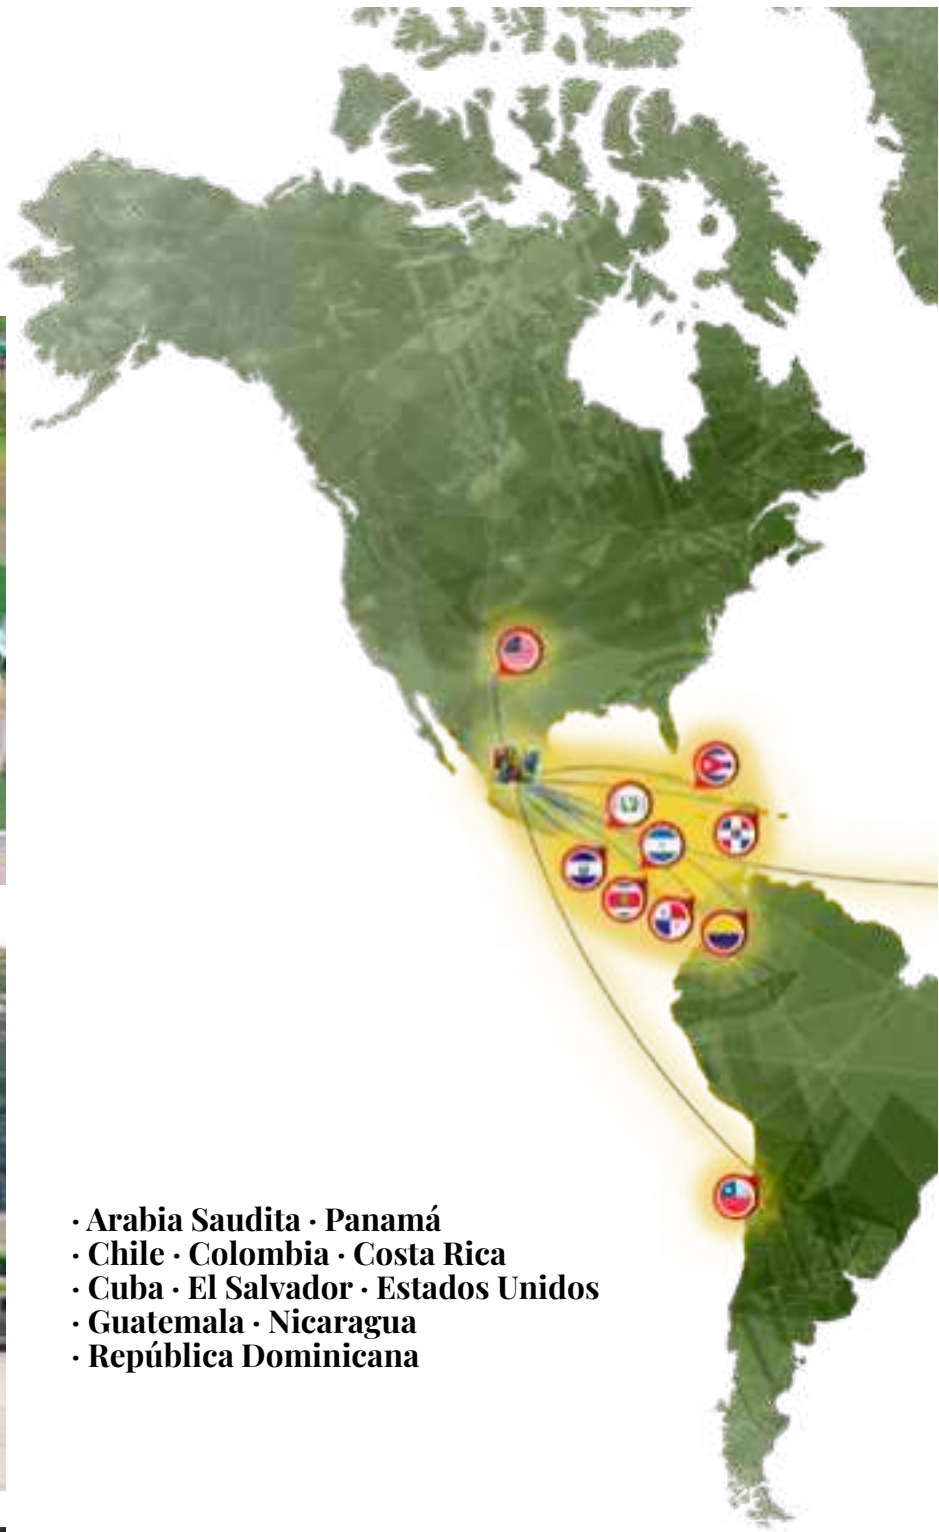 · Arabia Saudita · Panamá
· Chile · Colombia · Costa Rica
· Cuba · El Salvador · Estados Unidos
· Guatemala · Nicaragua
· República Dominicana